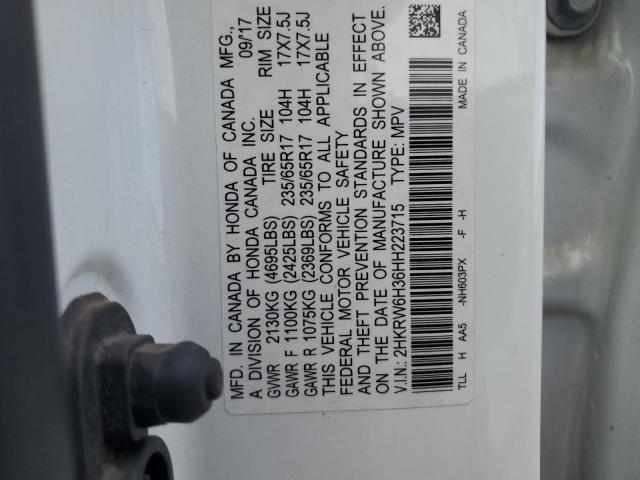 MFD. IN CANADA BY HONDA OF CANADA MFG.,
A DIVISION OF HONDA CANADA INC. 09/17
GVWR 2130KG (4695LBS) TIRE SIZE RIM SIZE
GAWR F 1100KG (2425LBS) 235/65R17 104H 17X7.5J
GAWR R 1075KG (2369LBS) 235/65R17 104H 17X7.5J
THIS VEHICLE CONFORMS TO ALL APPLICABLE
FEDERAL MOTOR VEHICLE SAFETY
AND THEFT PREVENTION STANDARDS IN EFFECT
ON THE DATE OF MANUFACTURE SHOWN ABOVE.
V.I.N.: 2HKRW6H36HH223715 TYPE: MPV
TLL H AA5 -NH603PX -F -H MADE IN CANADA